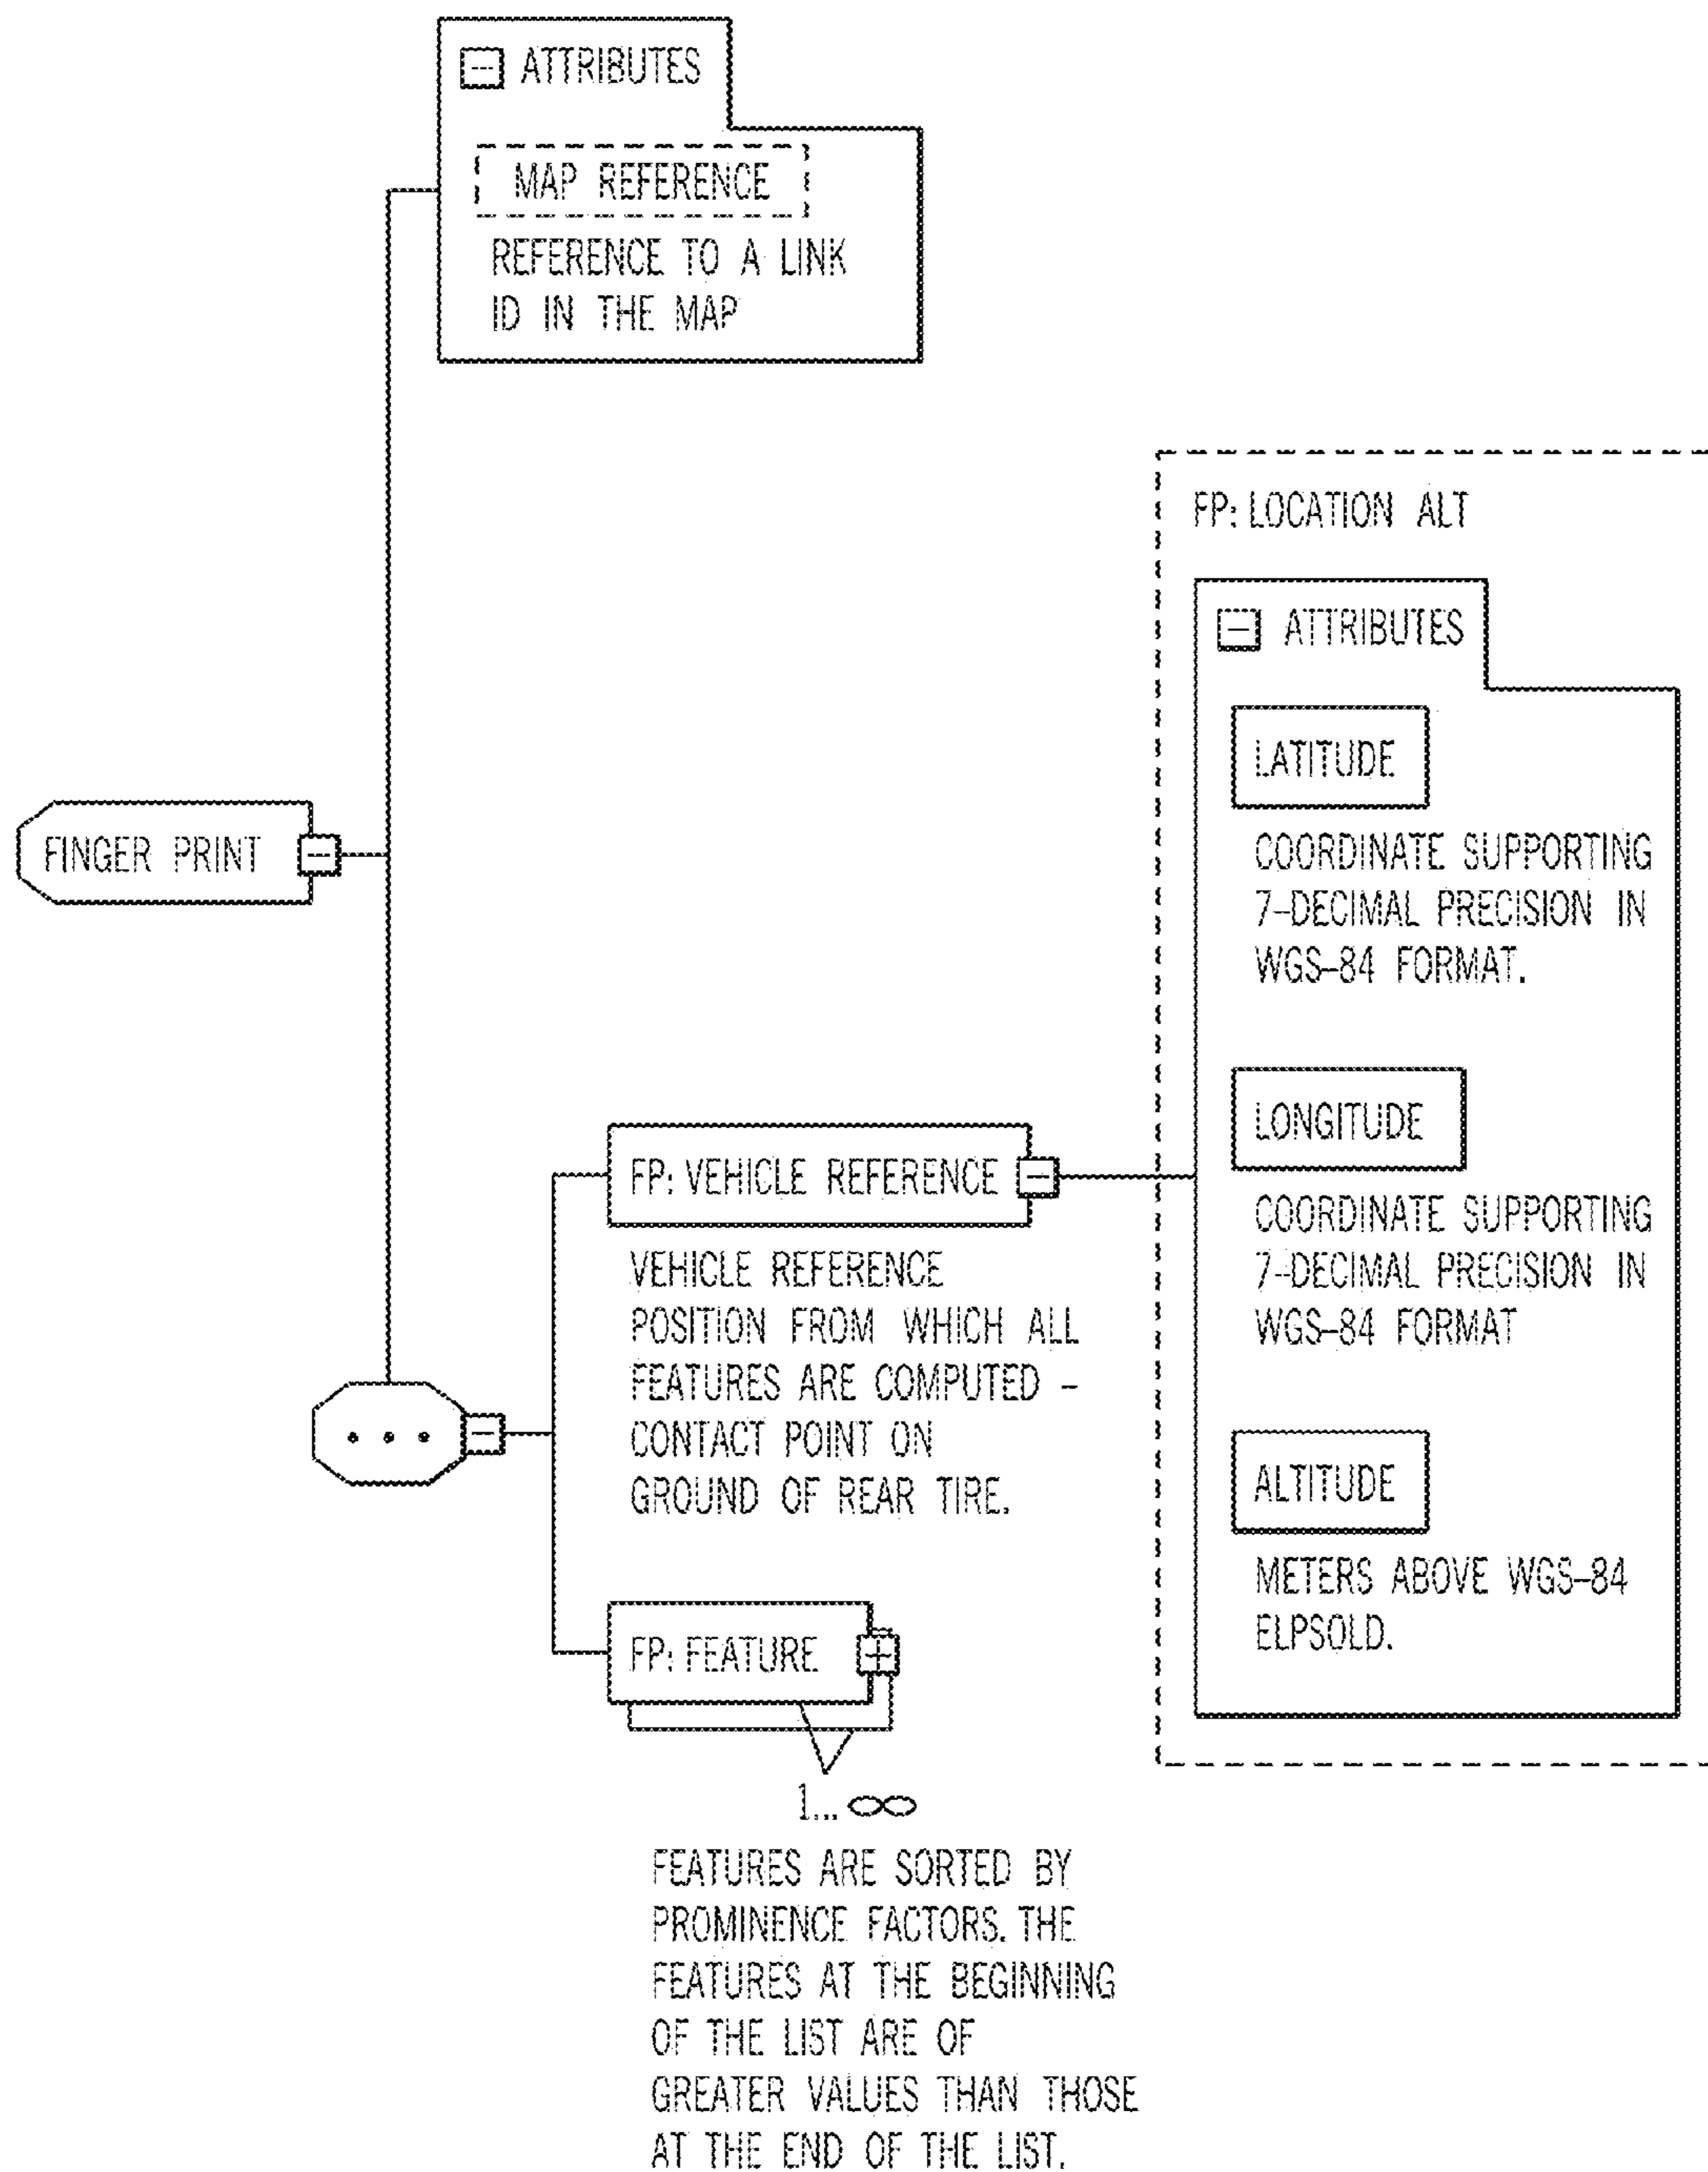 ATTRIBUTES
MAP REFERENCE
REFERENCE TO A LINK
ID IN THE MAP
FP: LOCATION ALT
ATTRIBUTES
LATITUDE
COORDINATE SUPPORTING
7-DECIMAL PRECISION IN
WGS-84 FORMAT.
LONGITUDE
COORDINATE SUPPORTING
7-DECIMAL PRECISION IN
WGS-84 FORMAT
ALTITUDE
METERS ABOVE WGS-84
ELPSOLD.
FINGER PRINT
FP: VEHICLE REFERENCE
VEHICLE REFERENCE
POSITION FROM WHICH ALL
FEATURES ARE COMPUTED -
CONTACT POINT ON
GROUND OF REAR TIRE.
FP: FEATURE
1... ∞
FEATURES ARE SORTED BY
PROMINENCE FACTORS. THE
FEATURES AT THE BEGINNING
OF THE LIST ARE OF
GREATER VALUES THAN THOSE
AT THE END OF THE LIST.